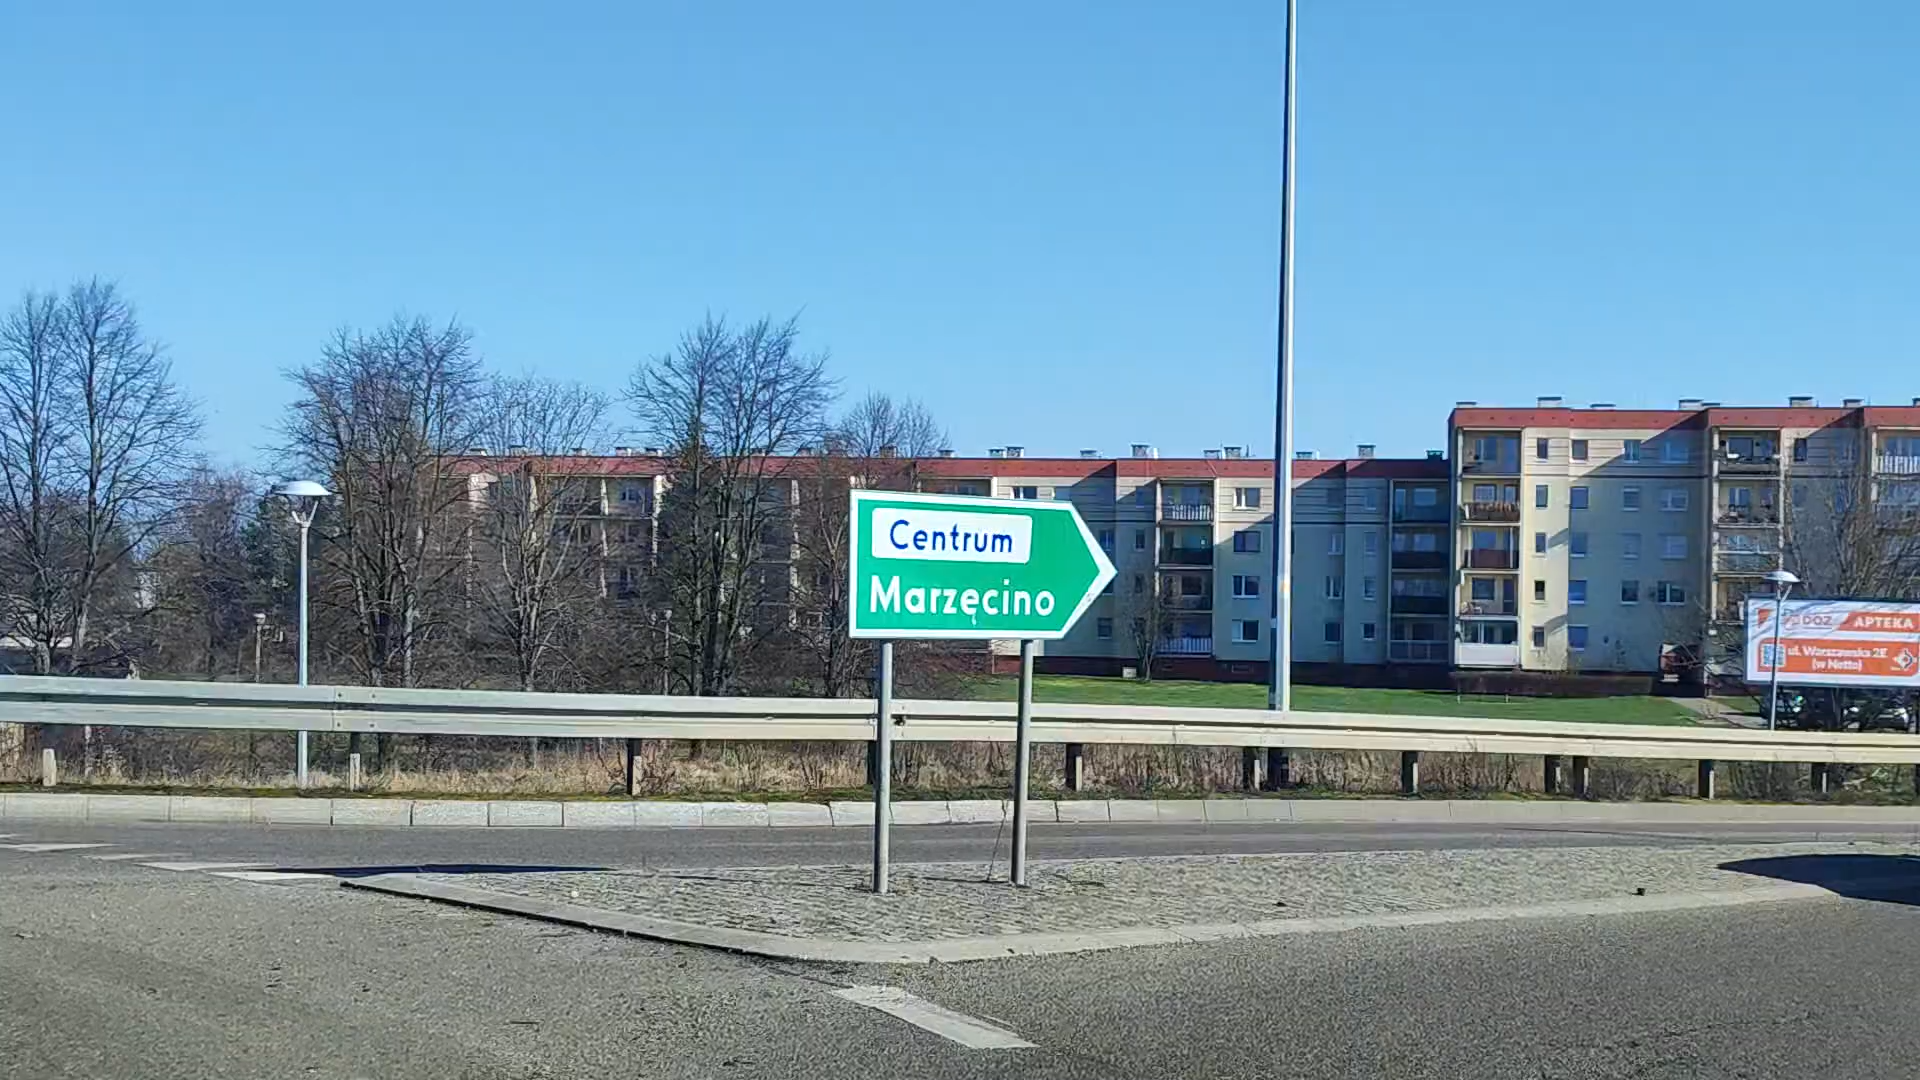 Centrum
Marzęcino
DOZ APTEKA
ul. Warszawska 2E
(w Netto)